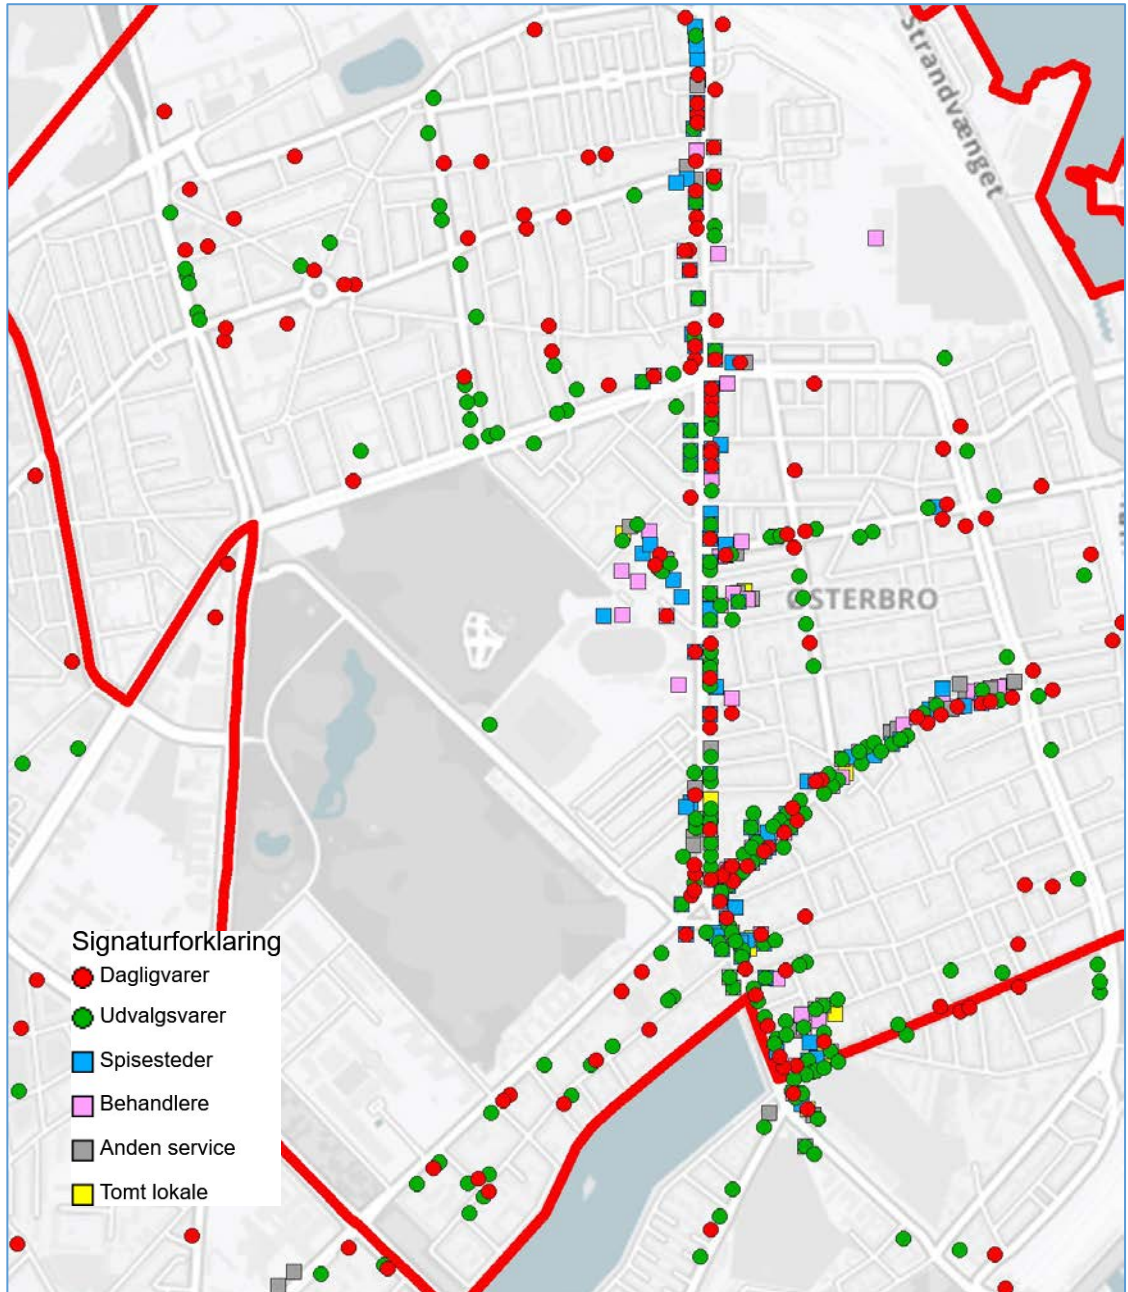 Strandvænget
ØSTERBRO
Signaturforklaring
Dagligvarer
Udvalgsvarer
Spisesteder
Behandlere
Anden service
Tomt lokale